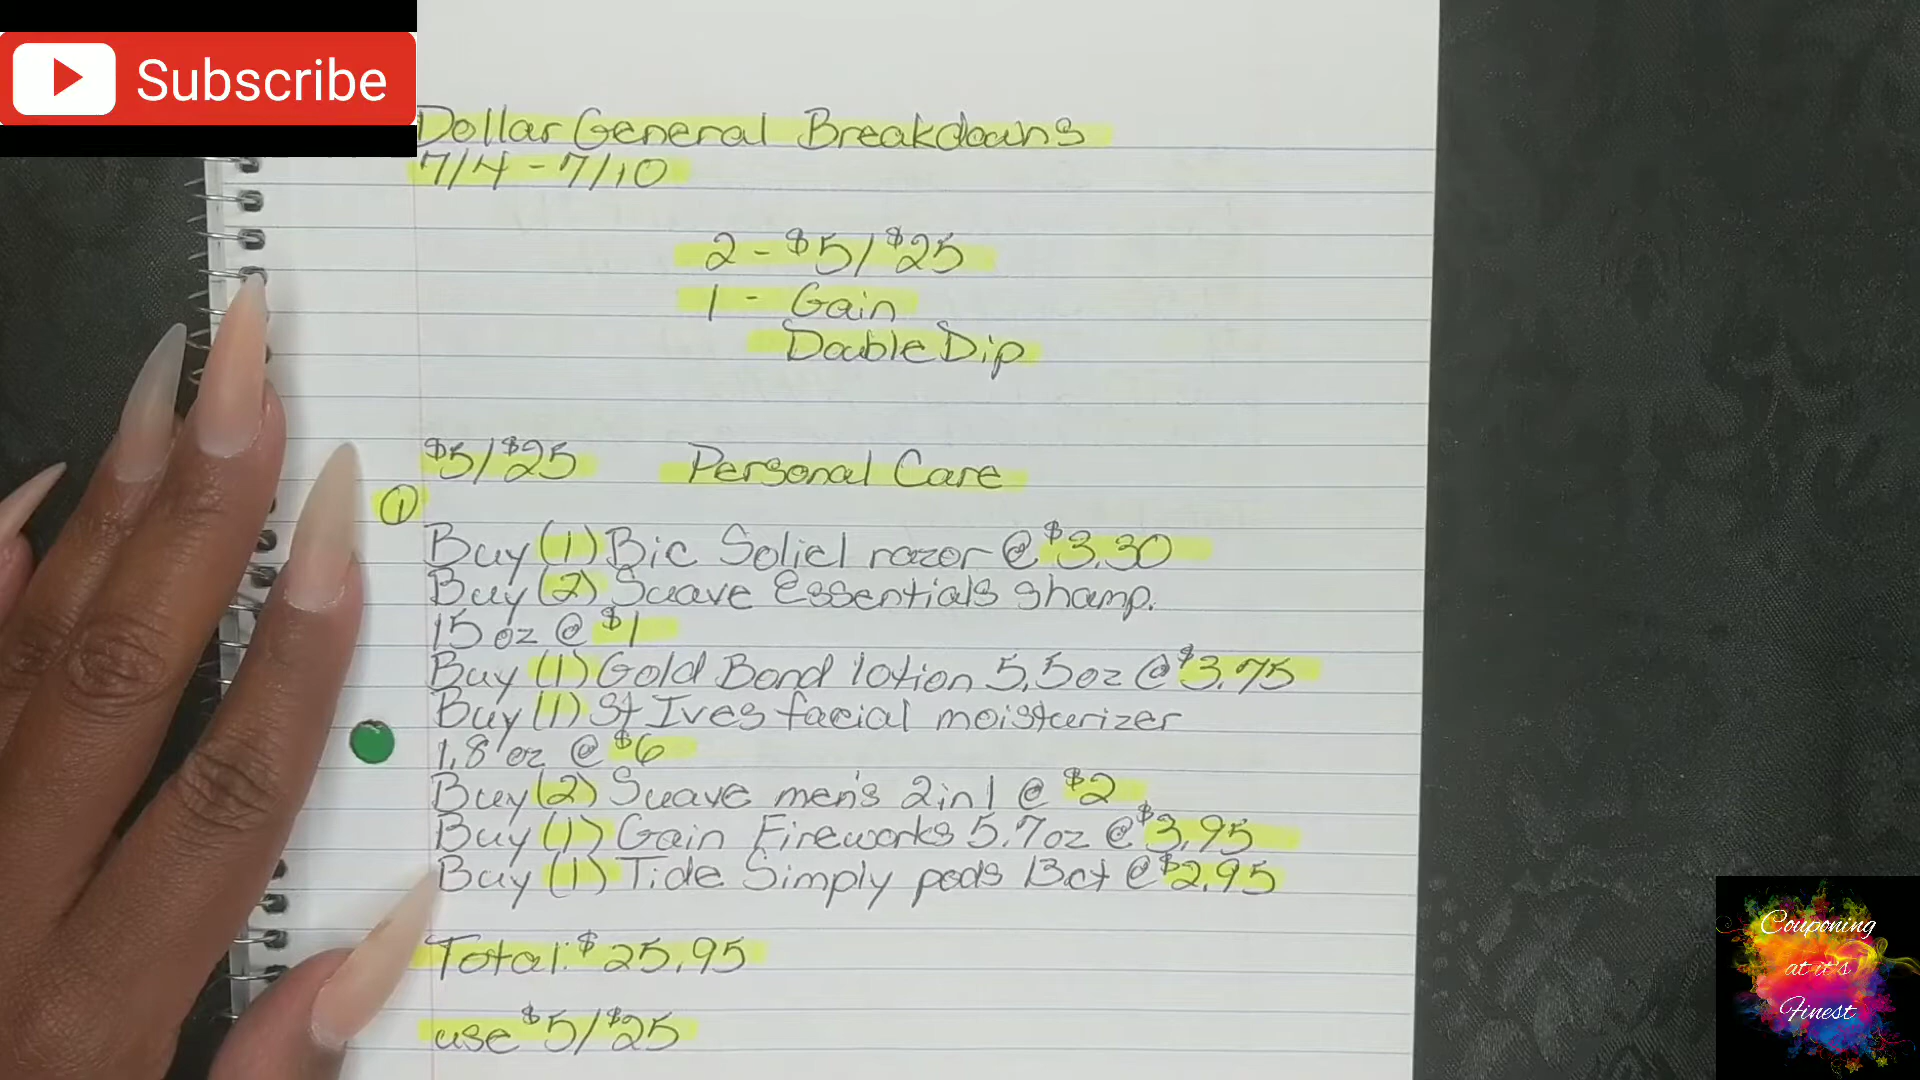 Subscribe
Dollar General Breakdowns
7/4 - 7/10
2 - $5/$25
1 - Gain
Double Dip
$5/$25 Personal Care
1
Buy (1) Bic Soliel razor @ $3.30
Buy (2) Suave Essentials shamp.
15 oz @ $1
Buy (1) Gold Bond lotion 5.5oz @ $3.75
Buy (1) St Ives facial moisturizer
1.8 oz @ $6
Buy (2) Suave men's 2in1 @ $2
Buy (1) Gain Fireworks 5.7oz @ $3.95
Buy (1) Tide Simply pods 13ct @ $2.95
Total: $25.95
use $5/$25
Couponing
at it's
Finest